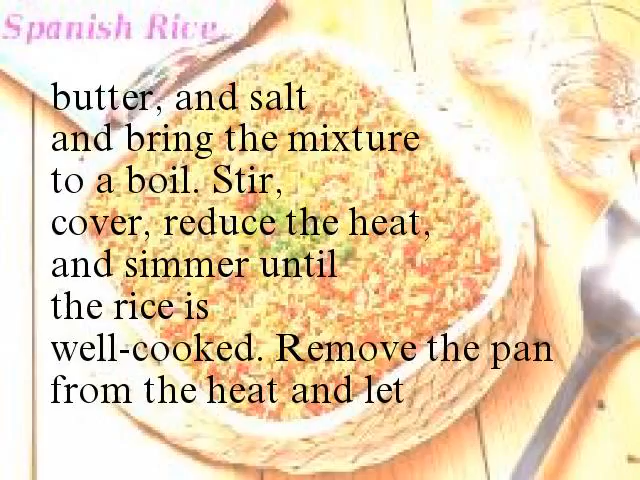 Spanish Rice
butter, and salt
and bring the mixture
to a boil. Stir,
cover, reduce the heat,
and simmer until
the rice is
well-cooked. Remove the pan
from the heat and let